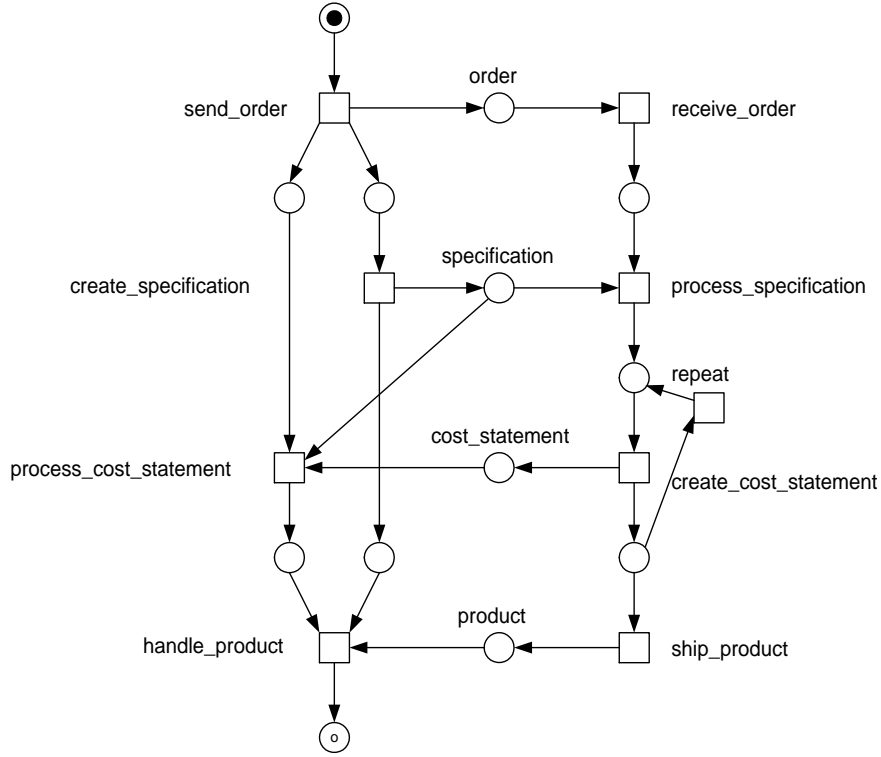 order
send_order
receive_order
specification
create_specification
process_specification
repeat
cost_statement
process_cost_statement
create_cost_statement
product
handle_product
ship_product
o